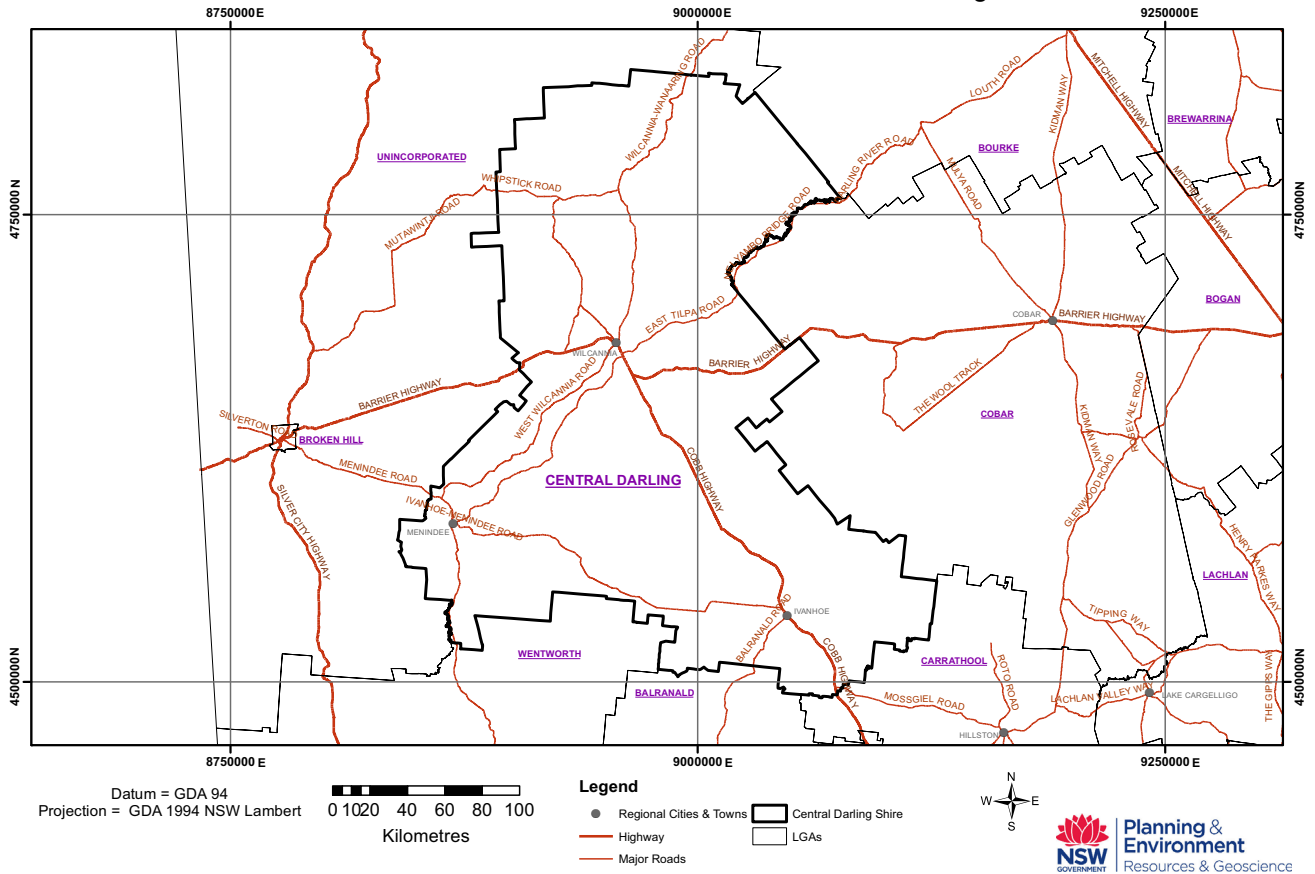 8750000 E
9000000 E
9250000 E
4750000 N
4750000 N
4500000 N
4500000 N
WILCANNIA-WANAARING ROAD
LOUTH ROAD
KIDMAN WAY
MITCHELL HIGHWAY
BREWARRINA
UNINCORPORATED
BOURKE
DARLING RIVER ROAD
MULYA ROAD
MITCHELL HIGHWAY
WHIPSTICK ROAD
MUTAWINTJI ROAD
BRIDGE ROAD
BOGAN
EAST TILPA ROAD
COBAR
BARRIER HIGHWAY
WILCANNIA
BARRIER HIGHWAY
THE WOOL TRACK
BARRIER HIGHWAY
WEST WILCANNIA ROAD
SILVERTON
BROKEN HILL
COBAR
KIDMAN WAY
ROSEVALE ROAD
MENINDEE ROAD
CENTRAL DARLING
COBB HIGHWAY
GLENWOOD ROAD
SILVER CITY HIGHWAY
IVANHOE-MENINDEE ROAD
MENINDEE
HENRY PARKES WAY
LACHLAN
IVANHOE
BALRANALD ROAD
TIPPING WAY
WENTWORTH
COBB HIGHWAY
CARRATHOOL
ROTO ROAD
BALRANALD
MOSSGIEL ROAD
LACHLAN VALLEY WAY
LAKE CARGELLIGO
THE GIPPS WAY
HILLSTON
8750000 E
9000000 E
9250000 E
Datum = GDA 94
Projection = GDA 1994 NSW Lambert
0 10 20 40 60 80 100
Kilometres
Legend
Regional Cities & Towns
Highway
Major Roads
Central Darling Shire
LGAs
N
W E
S
NSW
GOVERNMENT
Planning &
Environment
Resources & Geoscience